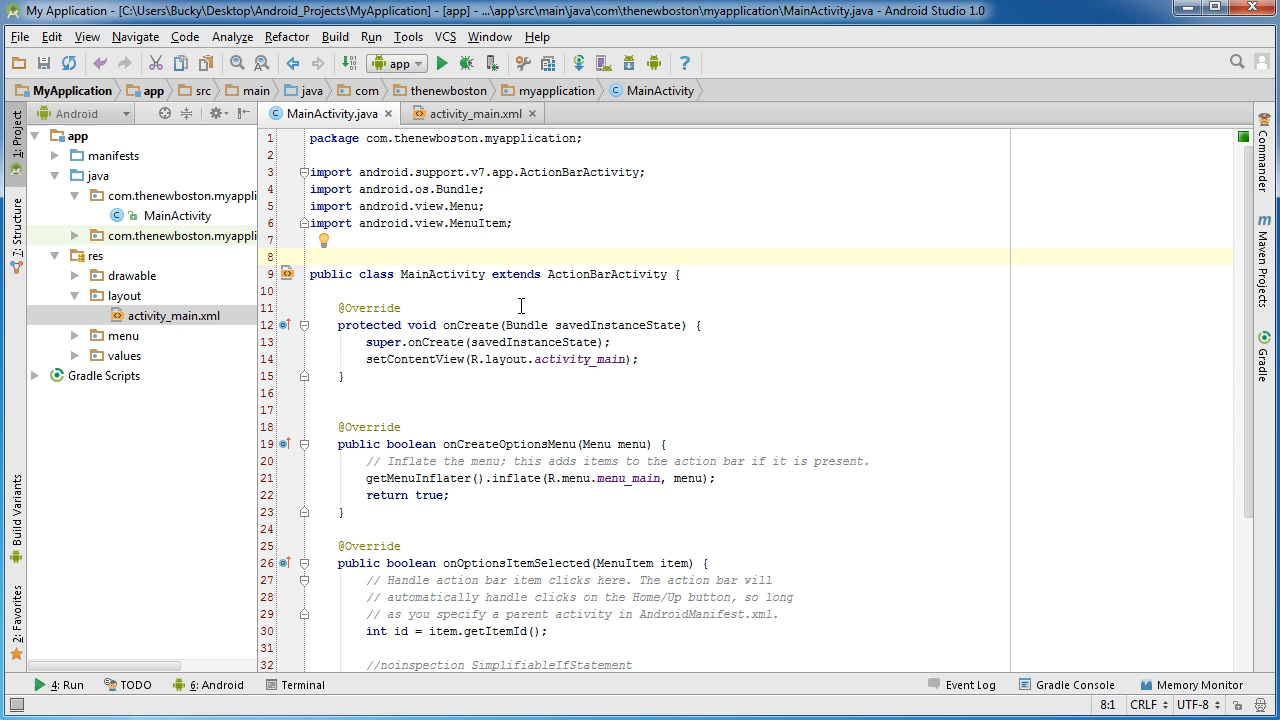 My Application - [C:\Users\Bucky\Desktop\Android_Projects\MyApplication] - [app] - ...\app\src\main\java\com\thenewboston\myapplication\MainActivity.java - Android Studio 1.0
File Edit View Navigate Code Analyze Refactor Build Run Tools VCS Window Help
app
MyApplication app src main java com thenewboston myapplication MainActivity
1: Project
Android
MainActivity.java activity_main.xml
app
manifests
java
com.thenewboston.myappli
MainActivity
com.thenewboston.myappli
res
drawable
layout
activity_main.xml
menu
values
Gradle Scripts
7: Structure
Build Variants
2: Favorites
1 package com.thenewboston.myapplication;
2
3 import android.support.v7.app.ActionBarActivity;
4 import android.os.Bundle;
5 import android.view.Menu;
6 import android.view.MenuItem;
7
8
9 public class MainActivity extends ActionBarActivity {
10
11 @Override
12 protected void onCreate(Bundle savedInstanceState) {
13 super.onCreate(savedInstanceState);
14 setContentView(R.layout.activity_main);
15 }
16
17
18 @Override
19 public boolean onCreateOptionsMenu(Menu menu) {
20 // Inflate the menu; this adds items to the action bar if it is present.
21 getMenuInflater().inflate(R.menu.menu_main, menu);
22 return true;
23 }
24
25 @Override
26 public boolean onOptionsItemSelected(MenuItem item) {
27 // Handle action bar item clicks here. The action bar will
28 // automatically handle clicks on the Home/Up button, so long
29 // as you specify a parent activity in AndroidManifest.xml.
30 int id = item.getItemId();
31
32 //noinspection SimplifiableIfStatement
Commander
m
Maven Projects
Gradle
4: Run TODO 6: Android Terminal Event Log Gradle Console Memory Monitor
8:1 CRLF UTF-8